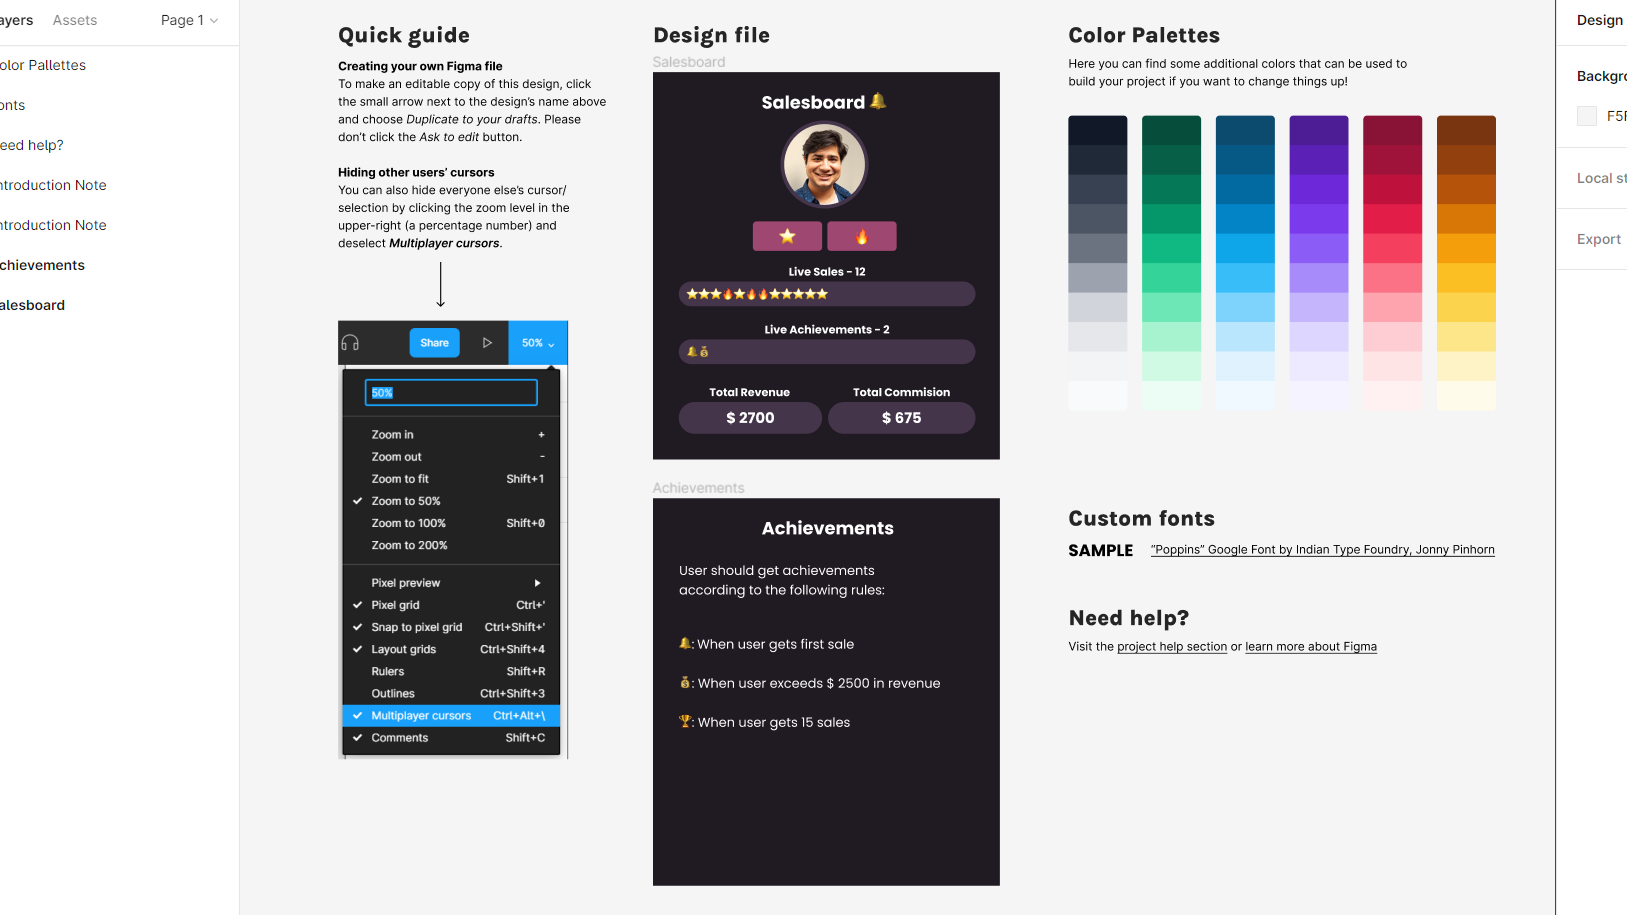 ayers
Assets
Page 1
olor Pallettes
onts
eed help?
ntroduction Note
ntroduction Note
chievements
alesboard
Quick guide
Creating your own Figma file
To make an editable copy of this design, click
the small arrow next to the design's name above
and choose Duplicate to your drafts. Please
don't click the Ask to edit button.
Hiding other users' cursors
You can also hide everyone else's cursor/
selection by clicking the zoom level in the
upper-right (a percentage number) and
deselect Multiplayer cursors.
Share
50%
50%
Zoom in +
Zoom out -
Zoom to fit Shift+1
Zoom to 50%
Zoom to 100% Shift+0
Zoom to 200%
Pixel preview
Pixel grid Ctrl+'
Snap to pixel grid Ctrl+Shift+'
Layout grids Ctrl+Shift+4
Rulers Shift+R
Outlines Ctrl+Shift+3
Multiplayer cursors Ctrl+Alt+\
Comments Shift+C
Design file
Salesboard
Salesboard 🔔
⭐ 🔥
Live Sales - 12
⭐⭐⭐🔥⭐🔥🔥⭐⭐⭐⭐⭐
Live Achievements - 2
🔔💰
Total Revenue Total Commision
$ 2700 $ 675
Achievements
Achievements
User should get achievements
according to the following rules:
🔔: When user gets first sale
💰: When user exceeds $ 2500 in revenue
🏆: When user gets 15 sales
Color Palettes
Here you can find some additional colors that can be used to
build your project if you want to change things up!
Custom fonts
SAMPLE "Poppins" Google Font by Indian Type Foundry, Jonny Pinhorn
Need help?
Visit the project help section or learn more about Figma
Design
Backgro
F5F
Local st
Export